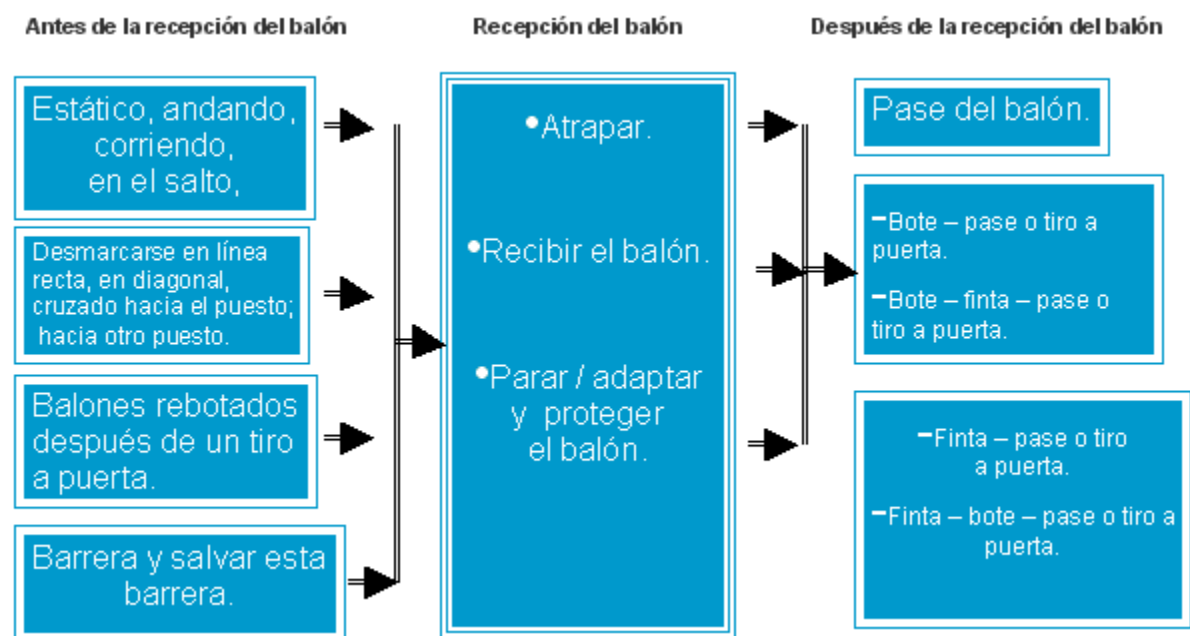 Antes de la recepción del balón
Recepción del balón
Después de la recepción del balón
Estático, andando,
corriendo,
en el salto,
Desmarcarse en línea
recta, en diagonal,
cruzado hacia el puesto;
hacia otro puesto.
Balones rebotados
después de un tiro
a puerta.
Barrera y salvar esta
barrera.
•Atrapar.
•Recibir el balón.
•Parar / adaptar
y proteger
el balón.
Pase del balón.
–Bote – pase o tiro a
puerta.
–Bote – finta – pase o
tiro a puerta.
–Finta – pase o tiro
a puerta.
–Finta – bote – pase o tiro a
puerta.